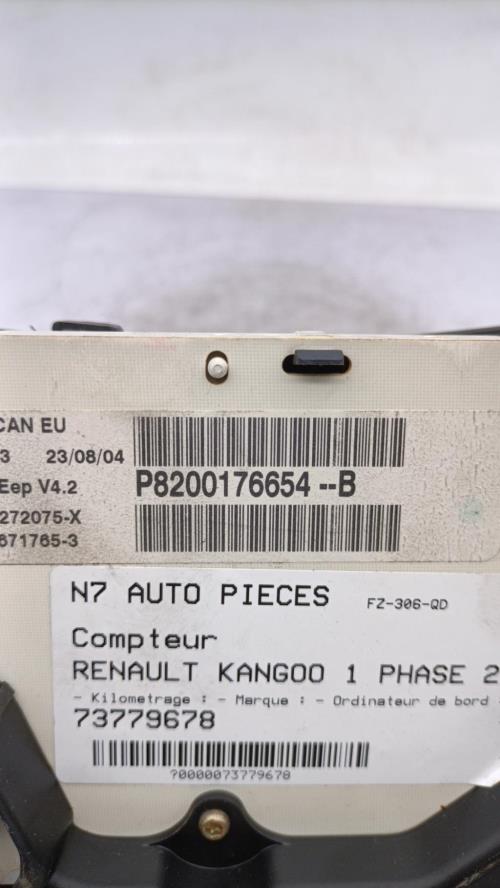 CAN EU
3 23/08/04
Eep V4.2
P8200176654 --B
272075-X
671765-3
N7 AUTO PIECES FZ-306-QD
Compteur
RENAULT KANGOO 1 PHASE 2
- Kilometrage : - Marque : - Ordinateur de bord :
73779678
?0000073779678